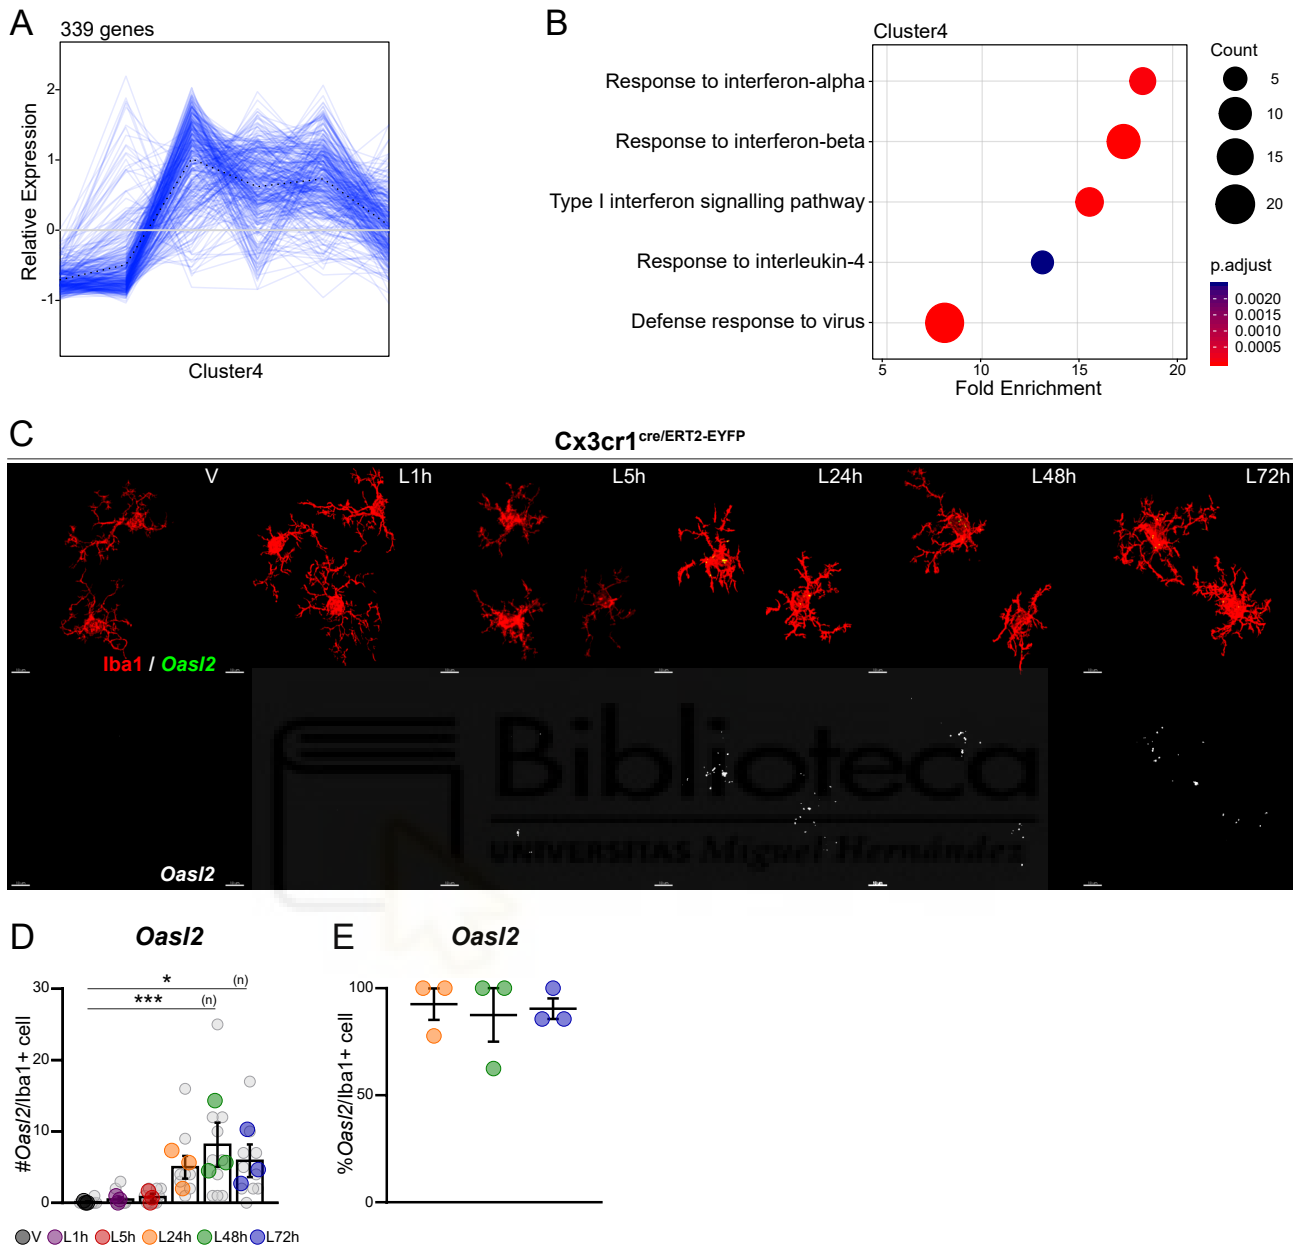 A
339 genes
2
1
0
-1
Relative Expression
Cluster4
B
Cluster4
Response to interferon-alpha
Response to interferon-beta
Type I interferon signalling pathway
Response to interleukin-4
Defense response to virus
5
10
15
20
Fold Enrichment
Count
5
10
15
20
p.adjust
0.0020
0.0015
0.0010
0.0005
C
Cx3cr1cre/ERT2-EYFP
V
L1h
L5h
L24h
L48h
L72h
Iba1 / Oasl2
Biblioteca
UNIVERSITAS Miguel Hernández
Oasl2
D
Oasl2
30
20
10
0
#Oasl2/Iba1+ cell
* (n)
*** (n)
V L1h L5h L24h L48h L72h
E
Oasl2
100
50
0
%Oasl2/Iba1+ cell